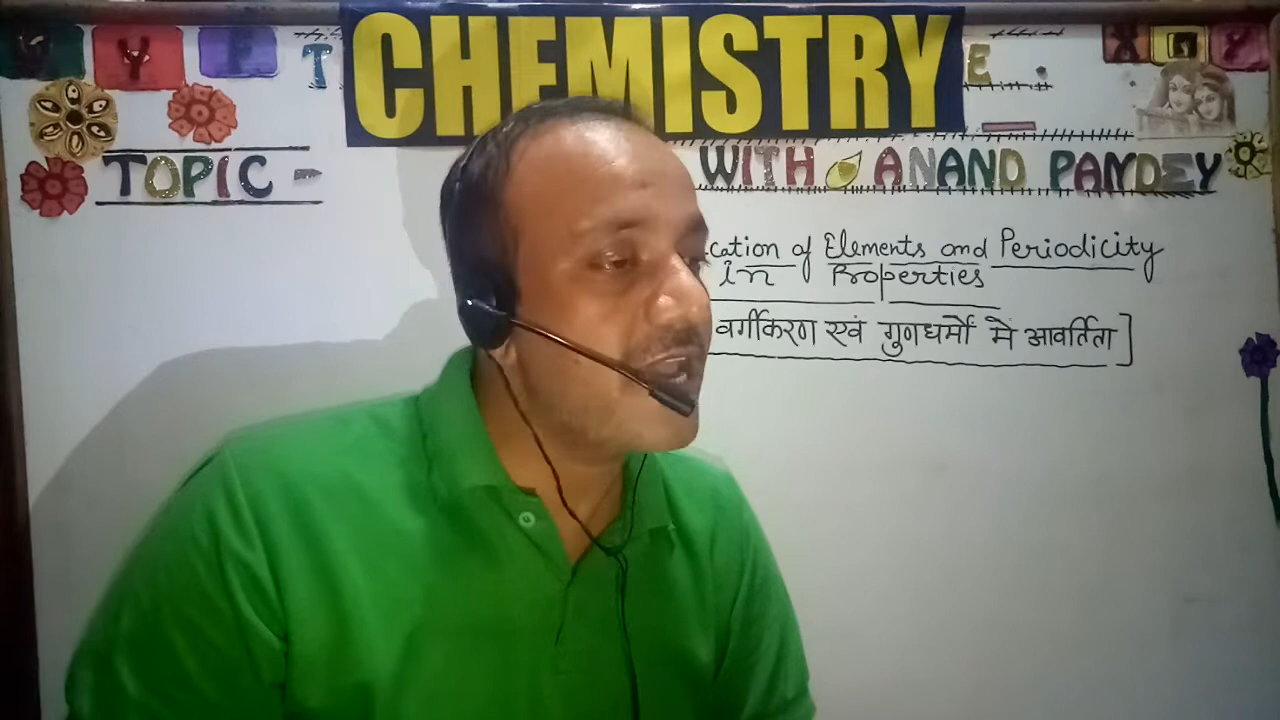 CHEMISTRY
TOPIC -
WITH ANAND PANDEY
cation of Elements and Periodicity
in Properties
वर्गीकरण एवं गुणधर्मों में आवर्तिता ]